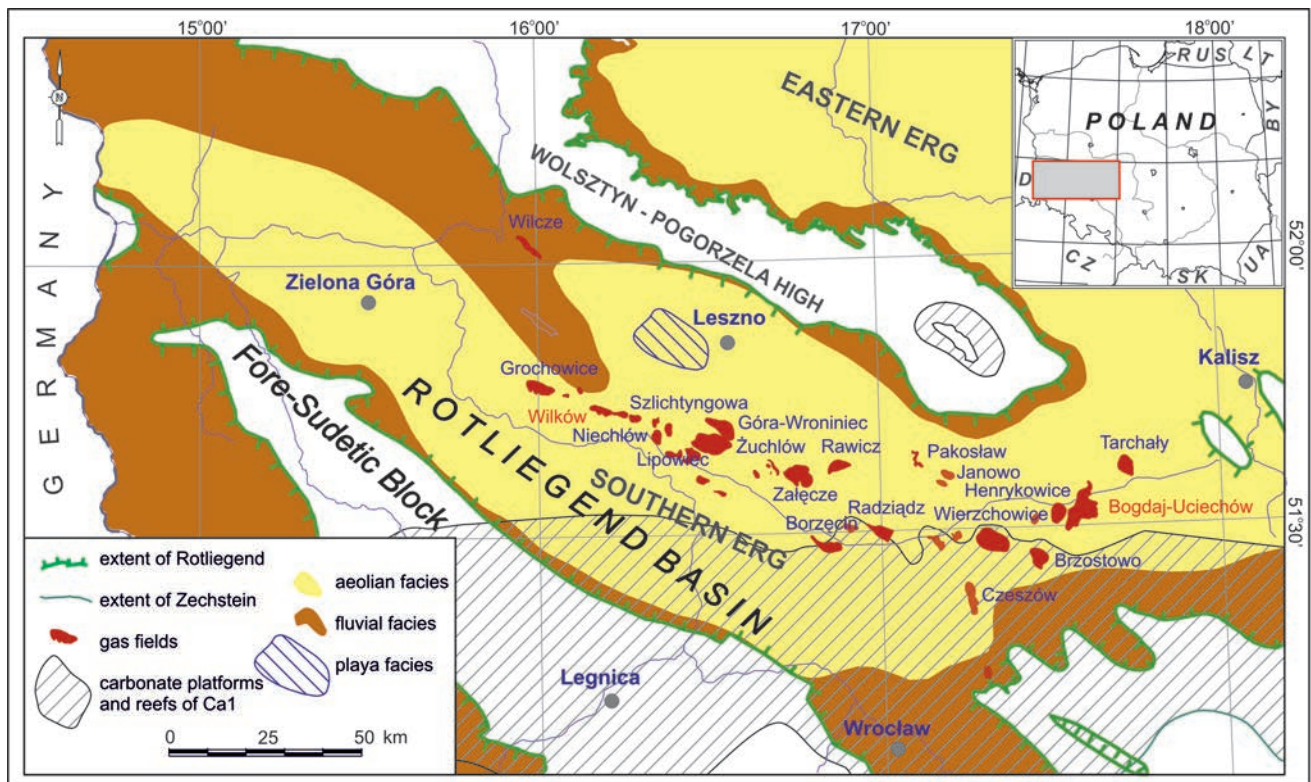 15°00'
16°00'
17°00'
18°00'
N
RUS
LT
POLAND
BY
D
CZ
SK
UA
EASTERN ERG
WOLSZTYN - POGORZELA HIGH
GERMANY
52°00'
Wilcze
Zielona Góra
Leszno
Kalisz
Fore-Sudetic Block
Grochowice
ROTLIEGEND BASIN
SOUTHERN ERG
Szlichtyngowa
Wilków
Góra-Wroniniec
Niechlów
Żuchlów
Lipowiec
Rawicz
Pakosław
Tarchały
Janowo
Załęcze
Henrykowice
Radziądz
Wierzchowice
Bogdaj-Uciechów
Borzęcin
51°30'
Brzostowo
Czeszów
Legnica
Wrocław
extent of Rotliegend
extent of Zechstein
gas fields
carbonate platforms
and reefs of Ca1
aeolian facies
fluvial facies
playa facies
0 25 50 km